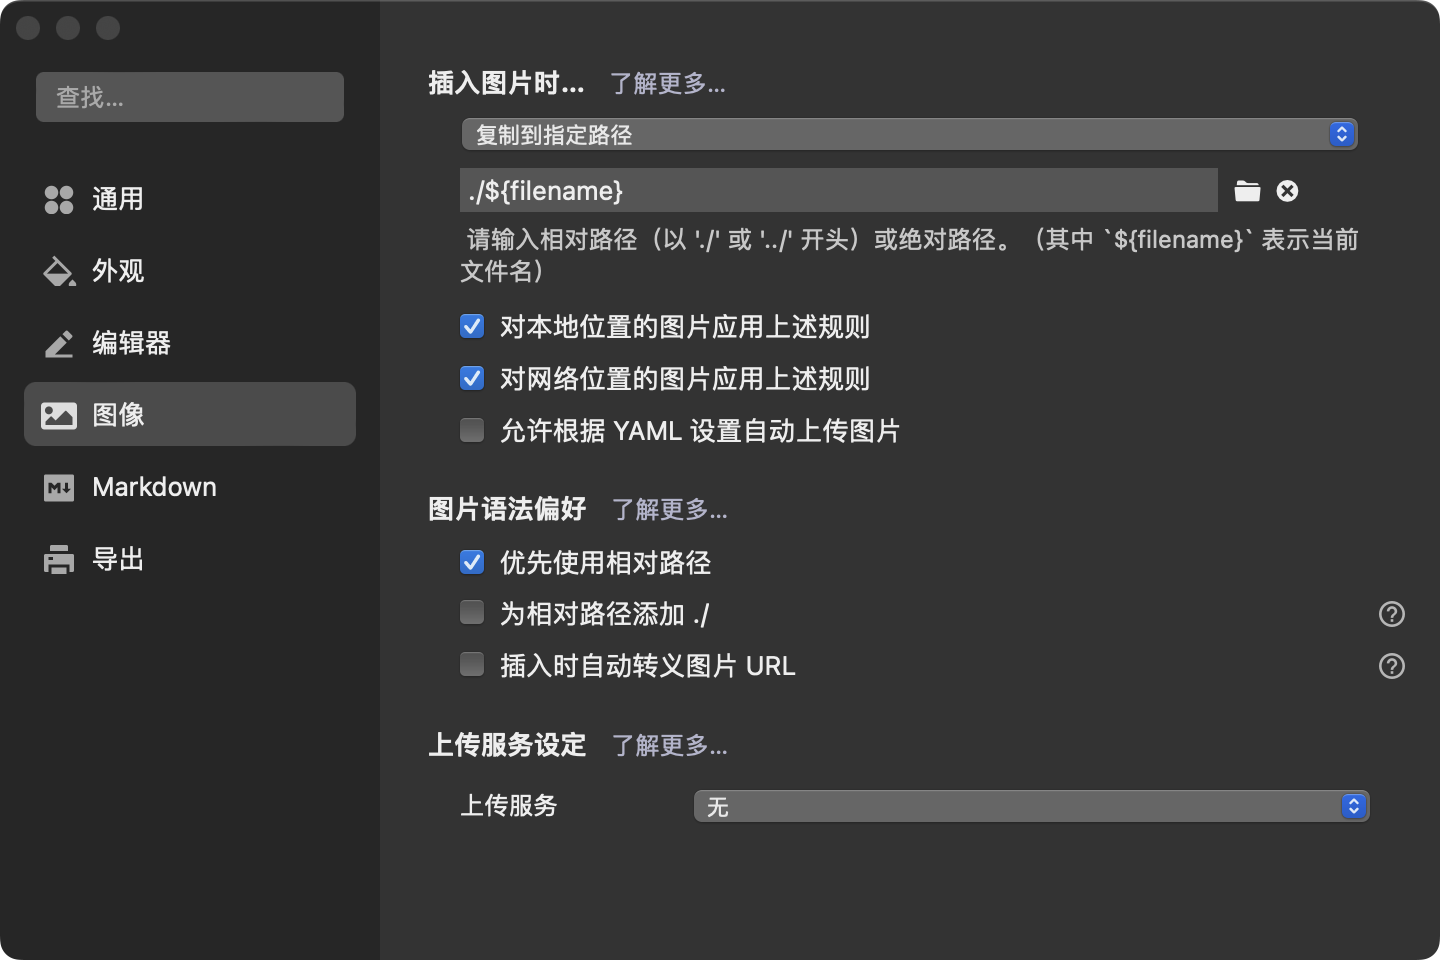 查找...
通用
外观
编辑器
图像
Markdown
导出
插入图片时... 了解更多...
复制到指定路径
./${filename}
请输入相对路径（以 './' 或 '../' 开头）或绝对路径。（其中 `${filename}` 表示当前
文件名）
对本地位置的图片应用上述规则
对网络位置的图片应用上述规则
允许根据 YAML 设置自动上传图片
图片语法偏好 了解更多...
优先使用相对路径
为相对路径添加 ./
插入时自动转义图片 URL
上传服务设定 了解更多...
上传服务 无